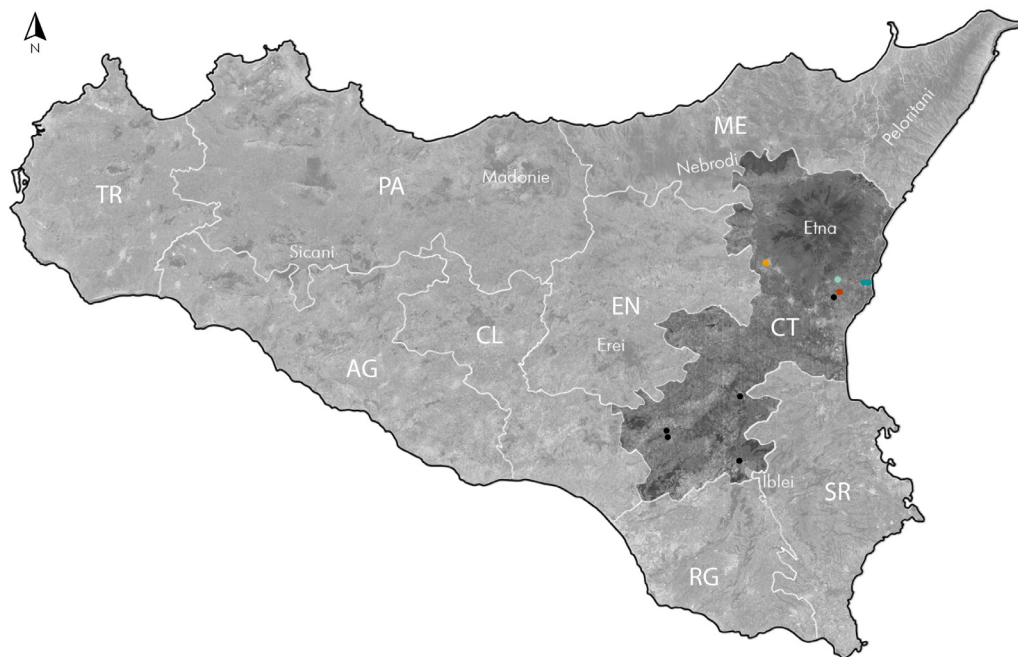 N
ME
Peloritani
Nebrodi
TR
PA
Madonie
Etna
Sicani
EN
CL
CT
Erei
AG
Iblei
SR
RG